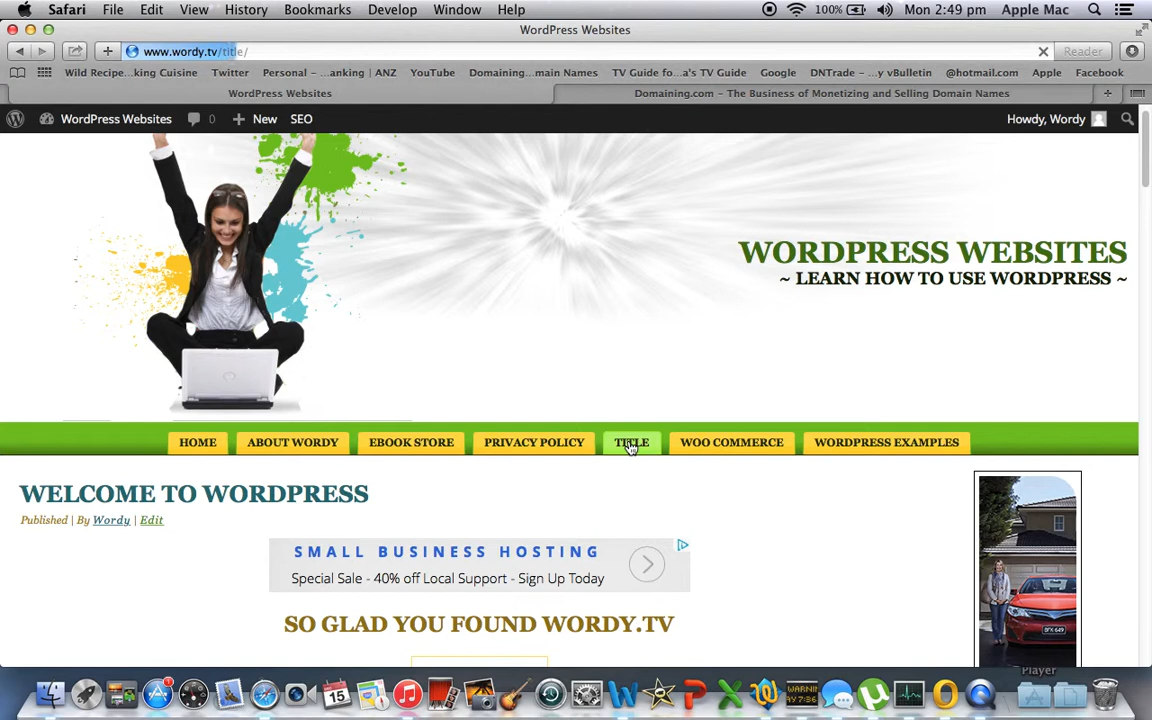 Safari File Edit View History Bookmarks Develop Window Help 100% Mon 2:49 pm Apple Mac
WordPress Websites
www.wordy.tv/title/ Reader
Wild Recipe...king Cuisine Twitter Personal – ...anking | ANZ YouTube Domaining...main Names TV Guide fo...a's TV Guide Google DNTrade – ...y vBulletin @hotmail.com Apple Facebook
WordPress Websites Domaining.com – The Business of Monetizing and Selling Domain Names
WordPress Websites 0 New SEO Howdy, Wordy
WORDPRESS WEBSITES
~ LEARN HOW TO USE WORDPRESS ~
HOME ABOUT WORDY EBOOK STORE PRIVACY POLICY TITLE WOO COMMERCE WORDPRESS EXAMPLES
WELCOME TO WORDPRESS
Published | By Wordy | Edit
SMALL BUSINESS HOSTING
Special Sale - 40% off Local Support - Sign Up Today
SO GLAD YOU FOUND WORDY.TV
Player
15
1